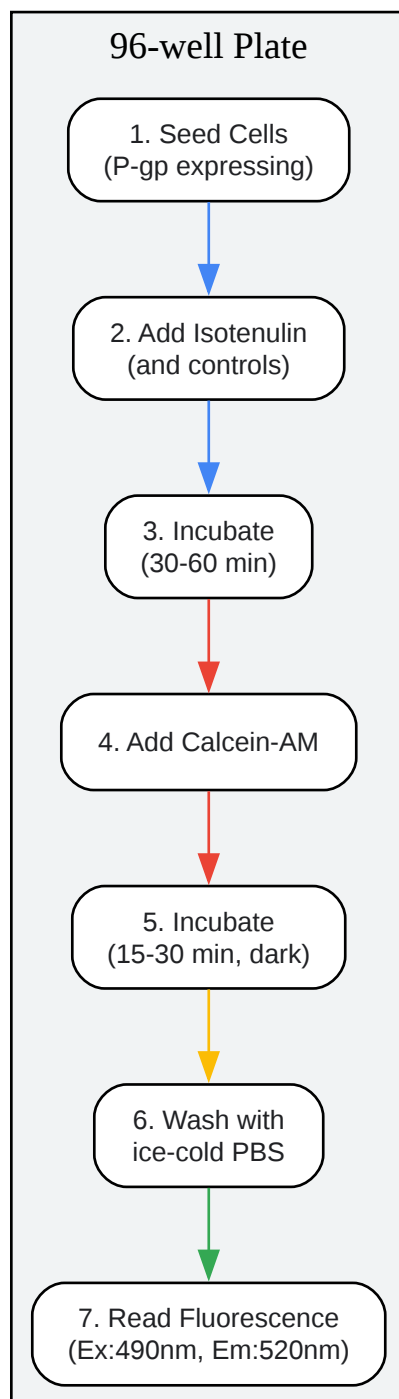 96-well Plate
1. Seed Cells
(P-gp expressing)
2. Add Isotenulin
(and controls)
3. Incubate
(30-60 min)
4. Add Calcein-AM
5. Incubate
(15-30 min, dark)
6. Wash with
ice-cold PBS
7. Read Fluorescence
(Ex:490nm, Em:520nm)